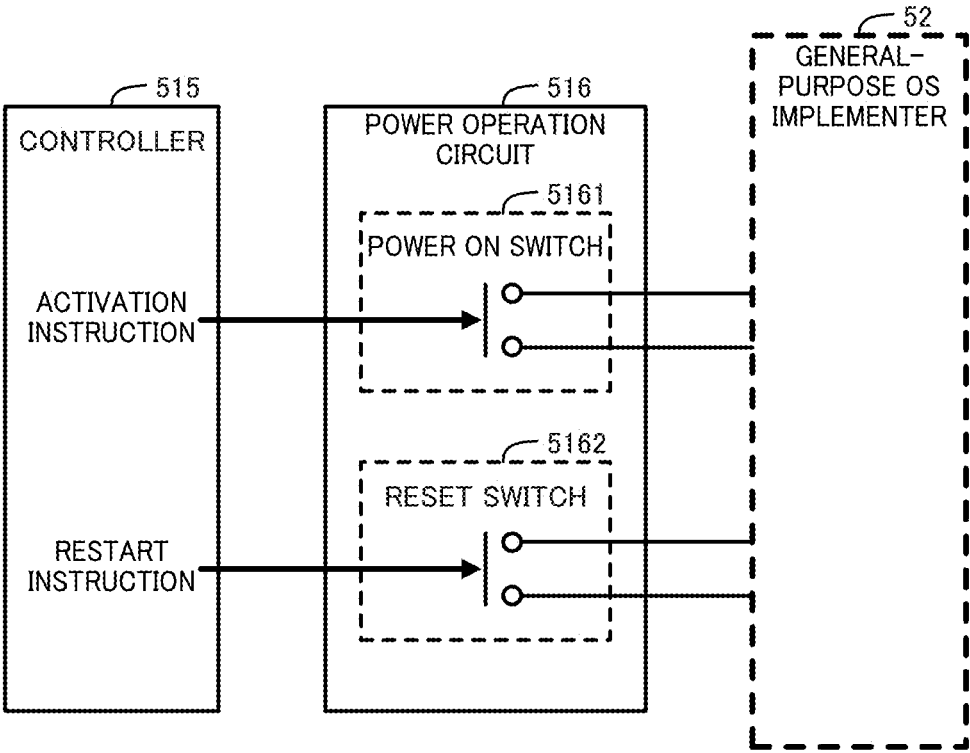 52
GENERAL-
PURPOSE OS
IMPLEMENTER
515
CONTROLLER
516
POWER OPERATION
CIRCUIT
5161
POWER ON SWITCH
ACTIVATION
INSTRUCTION
5162
RESET SWITCH
RESTART
INSTRUCTION